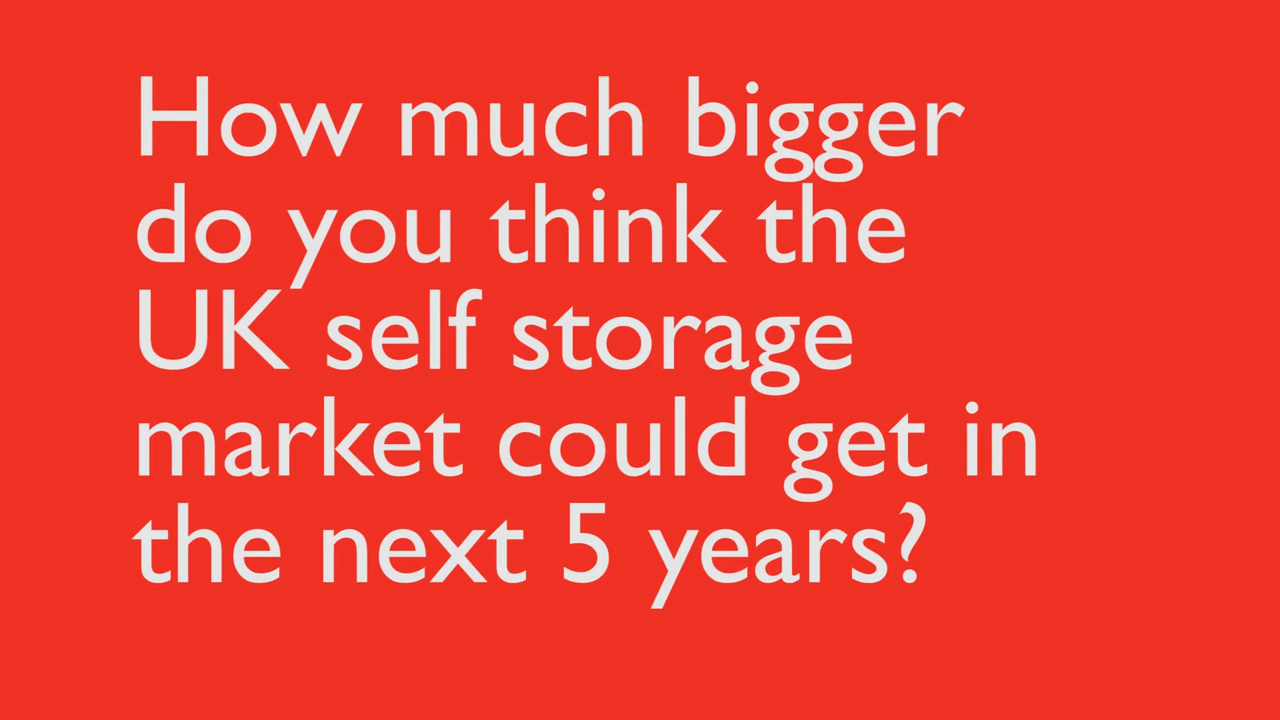 How much bigger
do you think the
UK self storage
market could get in
the next 5 years?